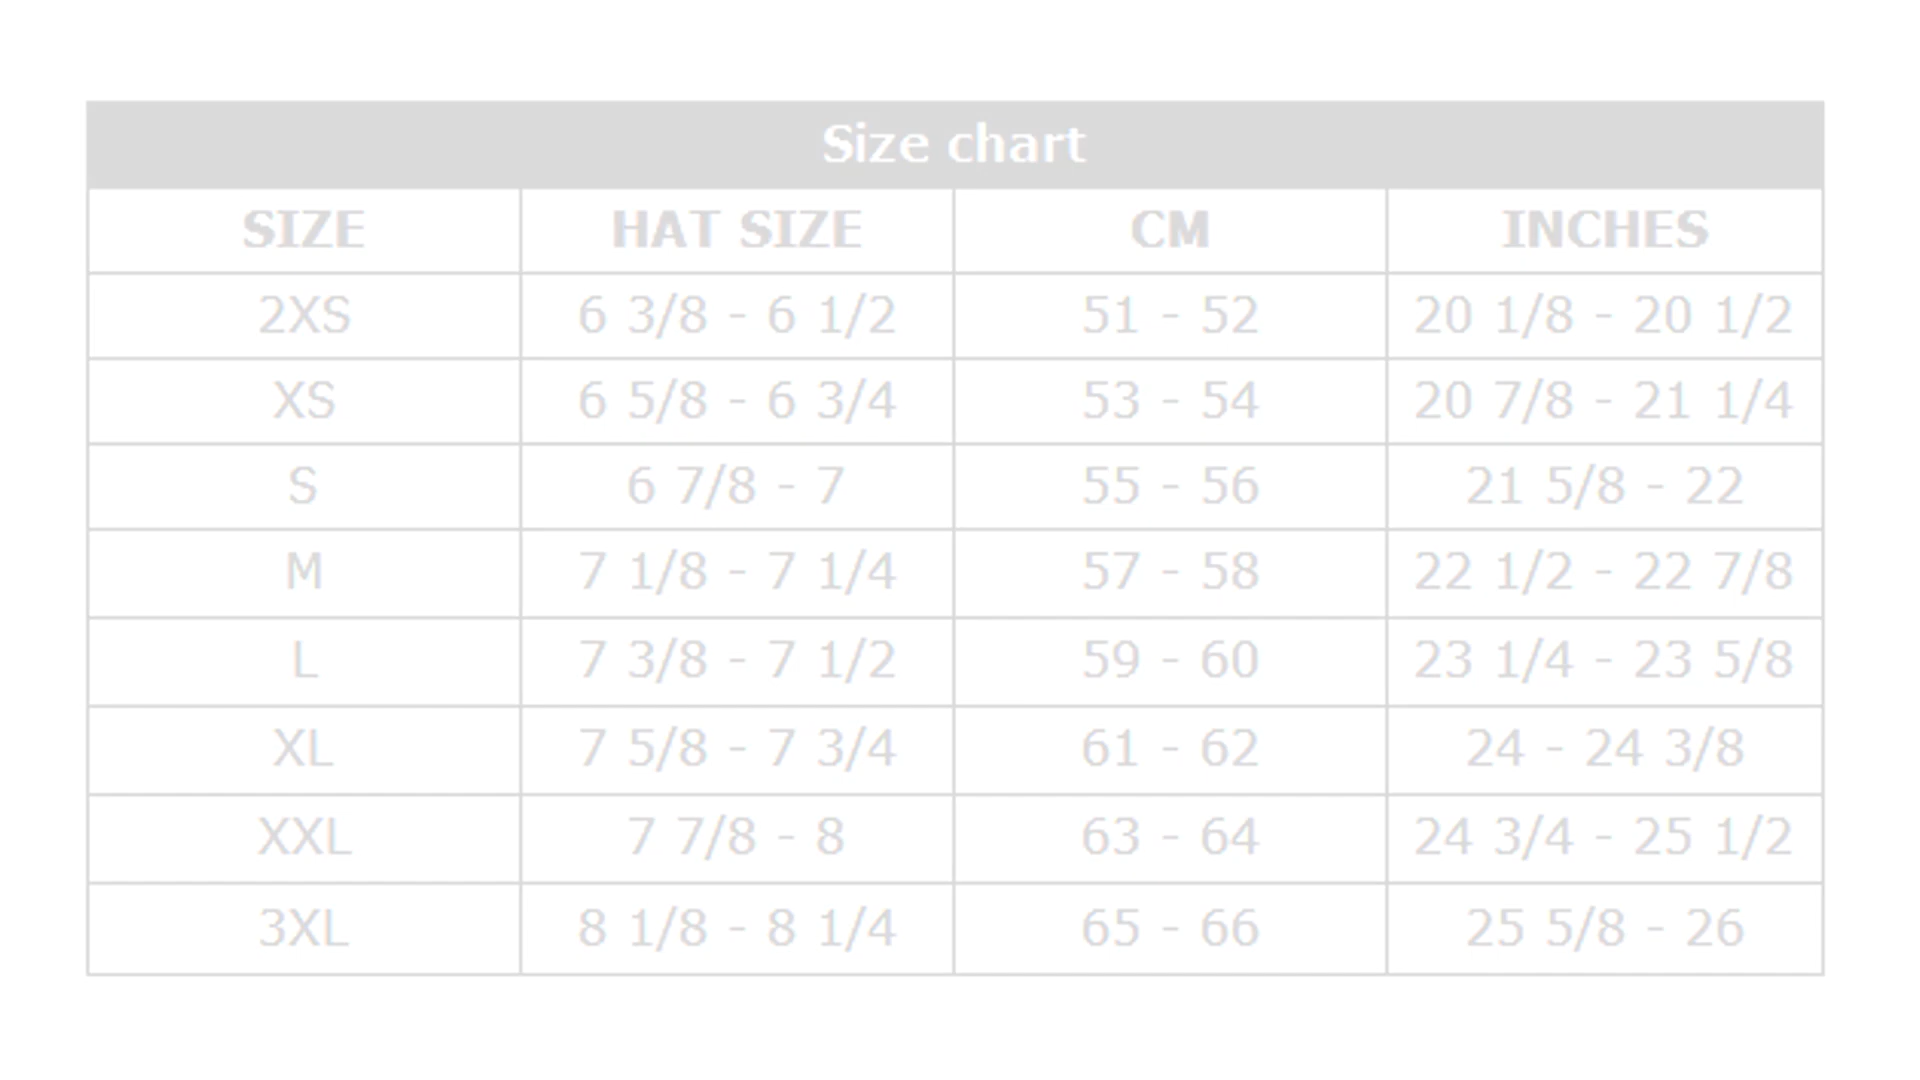 Size chart
SIZE HAT SIZE CM INCHES
2XS 6 3/8 - 6 1/2 51 - 52 20 1/8 - 20 1/2
XS 6 5/8 - 6 3/4 53 - 54 20 7/8 - 21 1/4
S 6 7/8 - 7 55 - 56 21 5/8 - 22
M 7 1/8 - 7 1/4 57 - 58 22 1/2 - 22 7/8
L 7 3/8 - 7 1/2 59 - 60 23 1/4 - 23 5/8
XL 7 5/8 - 7 3/4 61 - 62 24 - 24 3/8
XXL 7 7/8 - 8 63 - 64 24 3/4 - 25 1/2
3XL 8 1/8 - 8 1/4 65 - 66 25 5/8 - 26